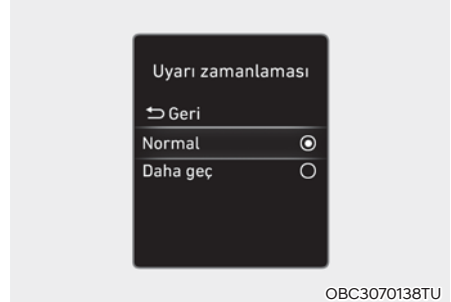 Uyarı zamanlaması
Geri
Normal
Daha geç
OBC3070138TU